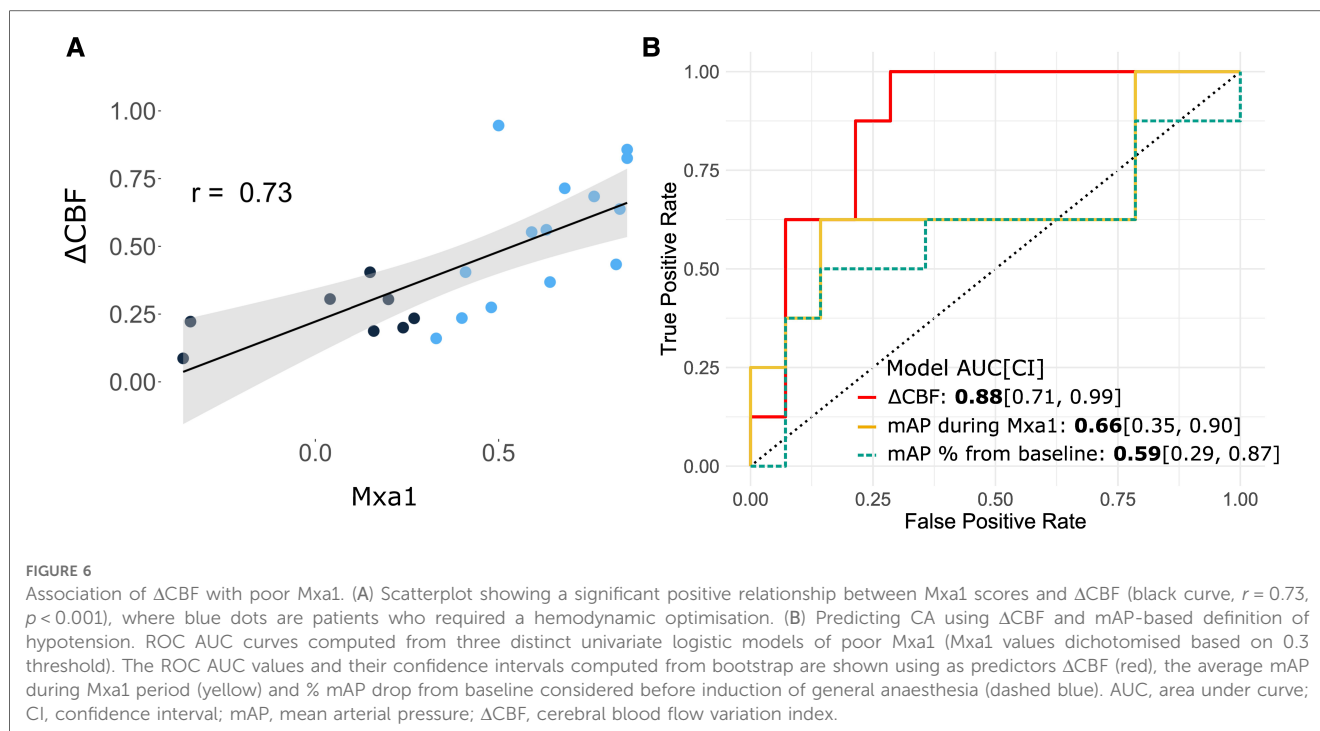 A
B
1.00
0.75
0.50
0.25
0.00
ΔCBF
r = 0.73
0.0
0.5
Mxa1
1.00
0.75
0.50
0.25
0.00
True Positive Rate
Model AUC[CI]
ΔCBF: 0.88[0.71, 0.99]
mAP during Mxa1: 0.66[0.35, 0.90]
mAP % from baseline: 0.59[0.29, 0.87]
0.00
0.25
0.50
0.75
1.00
False Positive Rate
FIGURE 6
Association of ΔCBF with poor Mxa1. (A) Scatterplot showing a significant positive relationship between Mxa1 scores and ΔCBF (black curve, r = 0.73,
p < 0.001), where blue dots are patients who required a hemodynamic optimisation. (B) Predicting CA using ΔCBF and mAP-based definition of
hypotension. ROC AUC curves computed from three distinct univariate logistic models of poor Mxa1 (Mxa1 values dichotomised based on 0.3
threshold). The ROC AUC values and their confidence intervals computed from bootstrap are shown using as predictors ΔCBF (red), the average mAP
during Mxa1 period (yellow) and % mAP drop from baseline considered before induction of general anaesthesia (dashed blue). AUC, area under curve;
CI, confidence interval; mAP, mean arterial pressure; ΔCBF, cerebral blood flow variation index.